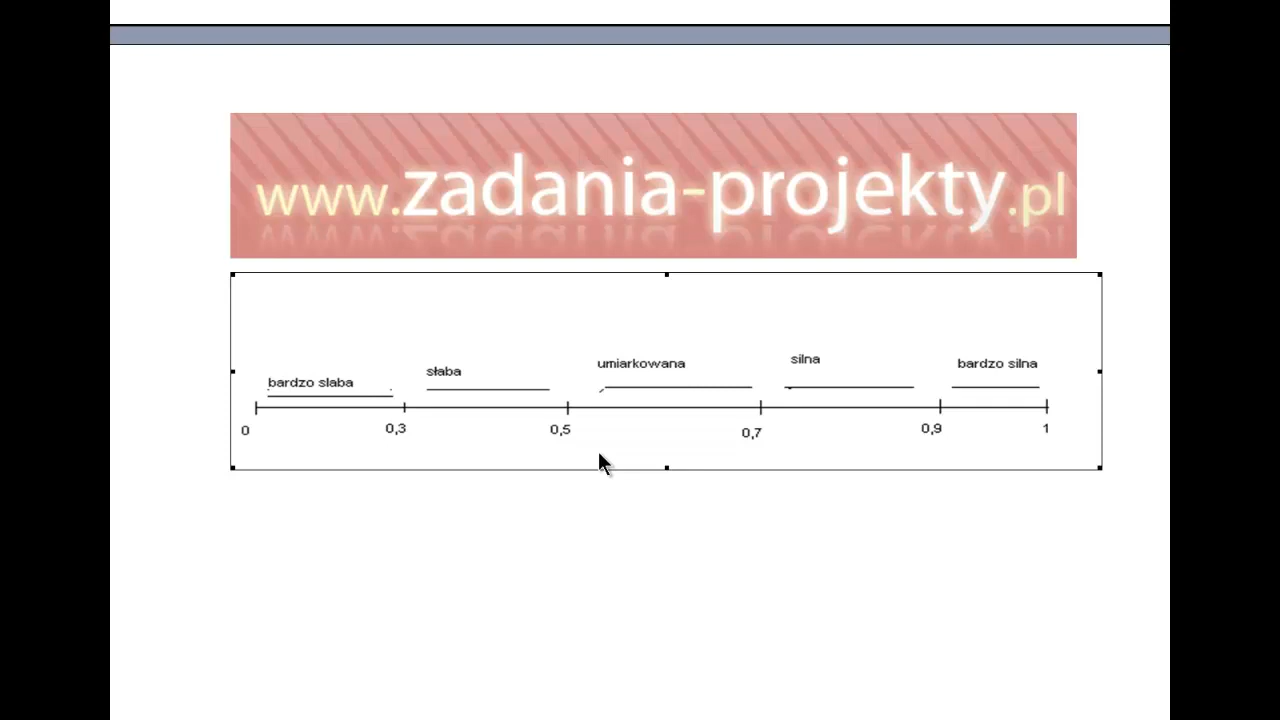 www.zadania-projekty.pl
bardzo slaba słaba umiarkowana silna bardzo silna
0 0,3 0,5 0,7 0,9 1